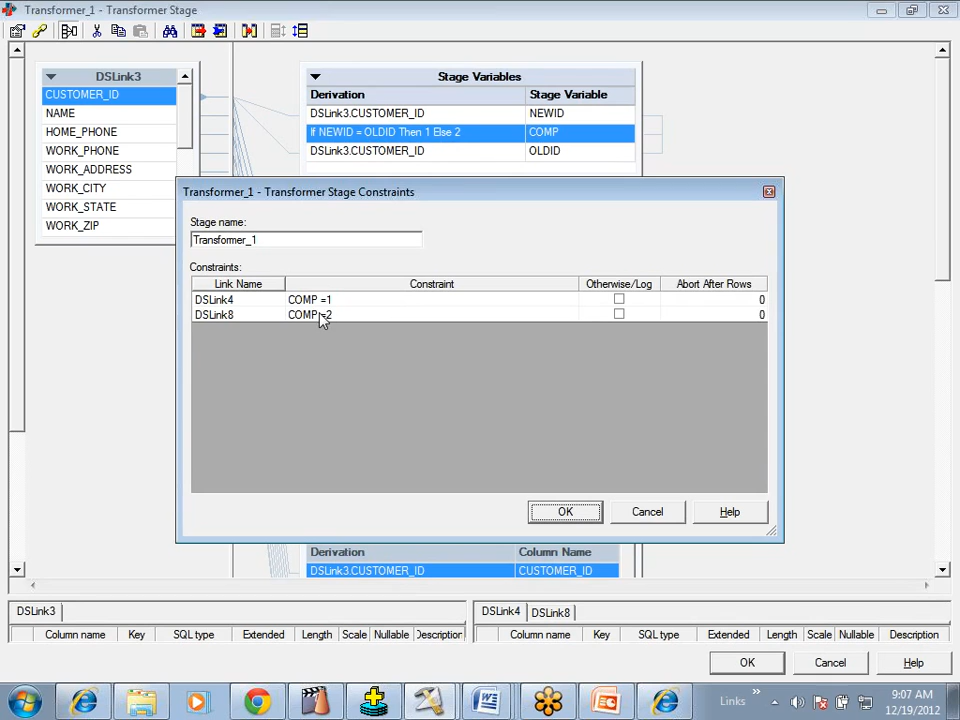 Transformer_1 - Transformer Stage
DSLink3
CUSTOMER_ID
NAME
HOME_PHONE
WORK_PHONE
WORK_ADDRESS
WORK_CITY
WORK_STATE
WORK_ZIP
Stage Variables
Derivation Stage Variable
DSLink3.CUSTOMER_ID NEWID
If NEWID = OLDID Then 1 Else 2 COMP
DSLink3.CUSTOMER_ID OLDID
Transformer_1 - Transformer Stage Constraints
Stage name:
Transformer_1
Constraints:
Link Name Constraint Otherwise/Log Abort After Rows
DSLink4 COMP =1 0
DSLink8 COMP =2 0
OK Cancel Help
Derivation Column Name
DSLink3.CUSTOMER_ID CUSTOMER_ID
DSLink3 DSLink4 DSLink8
Column name Key SQL type Extended Length Scale Nullable Description Column name Key SQL type Extended Length Scale Nullable Description
OK Cancel Help
Links
9:07 AM
12/19/2012